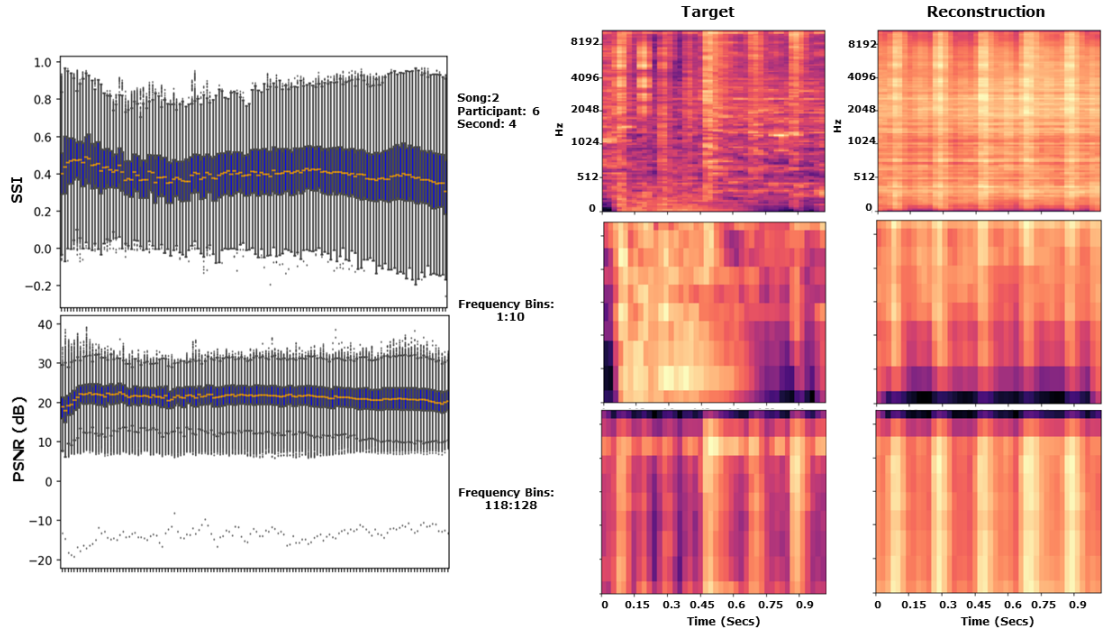 Target
Reconstruction
1.0
0.8
0.6
0.4
0.2
0.0
−0.2
SSI
Song:2
Participant: 6
Second: 4
8192
4096
2048
1024
512
0
Hz
8192
4096
2048
1024
512
0
Frequency Bins:
1:10
40
30
20
10
0
−10
−20
PSNR (dB)
Frequency Bins:
118:128
0 0.15 0.3 0.45 0.6 0.75 0.9
Time (Secs)
0 0.15 0.3 0.45 0.6 0.75 0.9
Time (Secs)